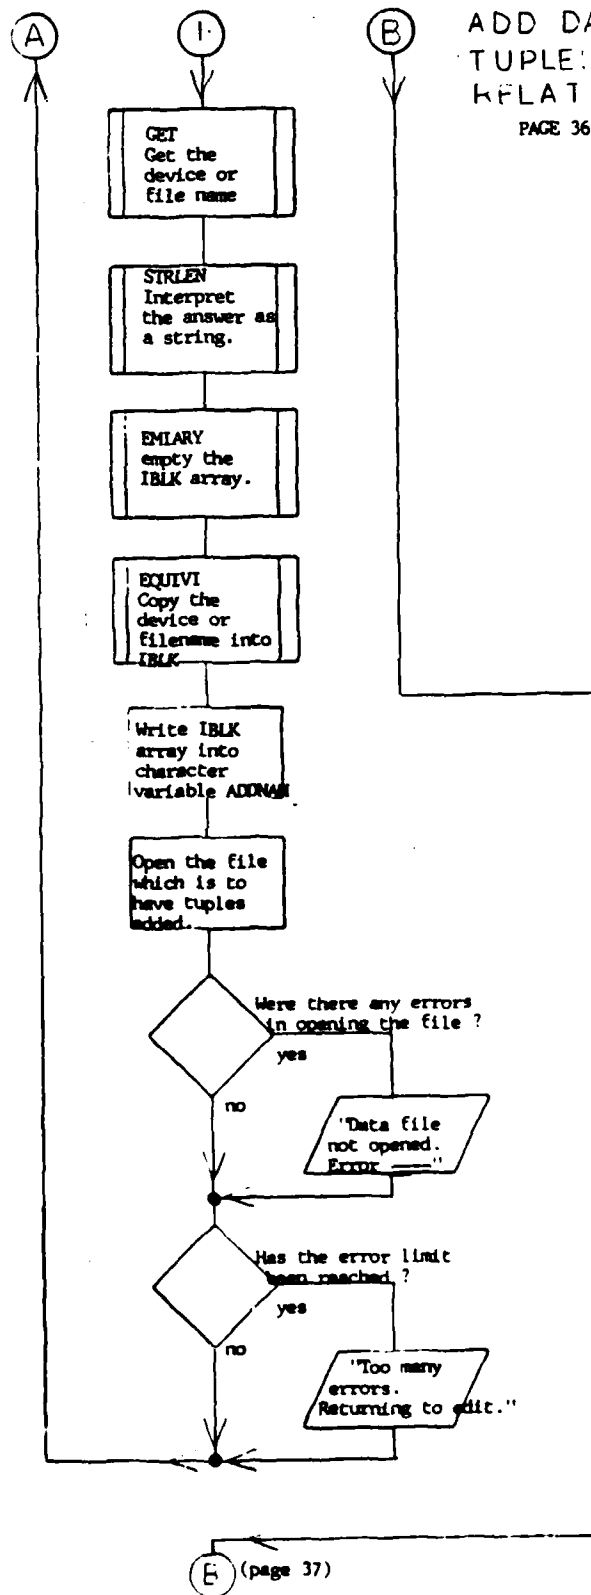 A
1
B
ADD DA
TUPLE
RELAT
PAGE 36
GET
Get the
device or
file name
STRLEN
Interpret
the answer as
a string.
EMIARY
empty the
IBLK array.
EQUIVI
Copy the
device or
filename into
IBLK
Write IBLK
array into
character
variable ADDNAM
Open the file
which is to
have tuples
added.
Were there any errors
in opening the file ?
yes
no
"Data file
not opened.
Error ____"
Has the error limit
been reached ?
yes
no
"Too many
errors.
Returning to edit."
B (page 37)